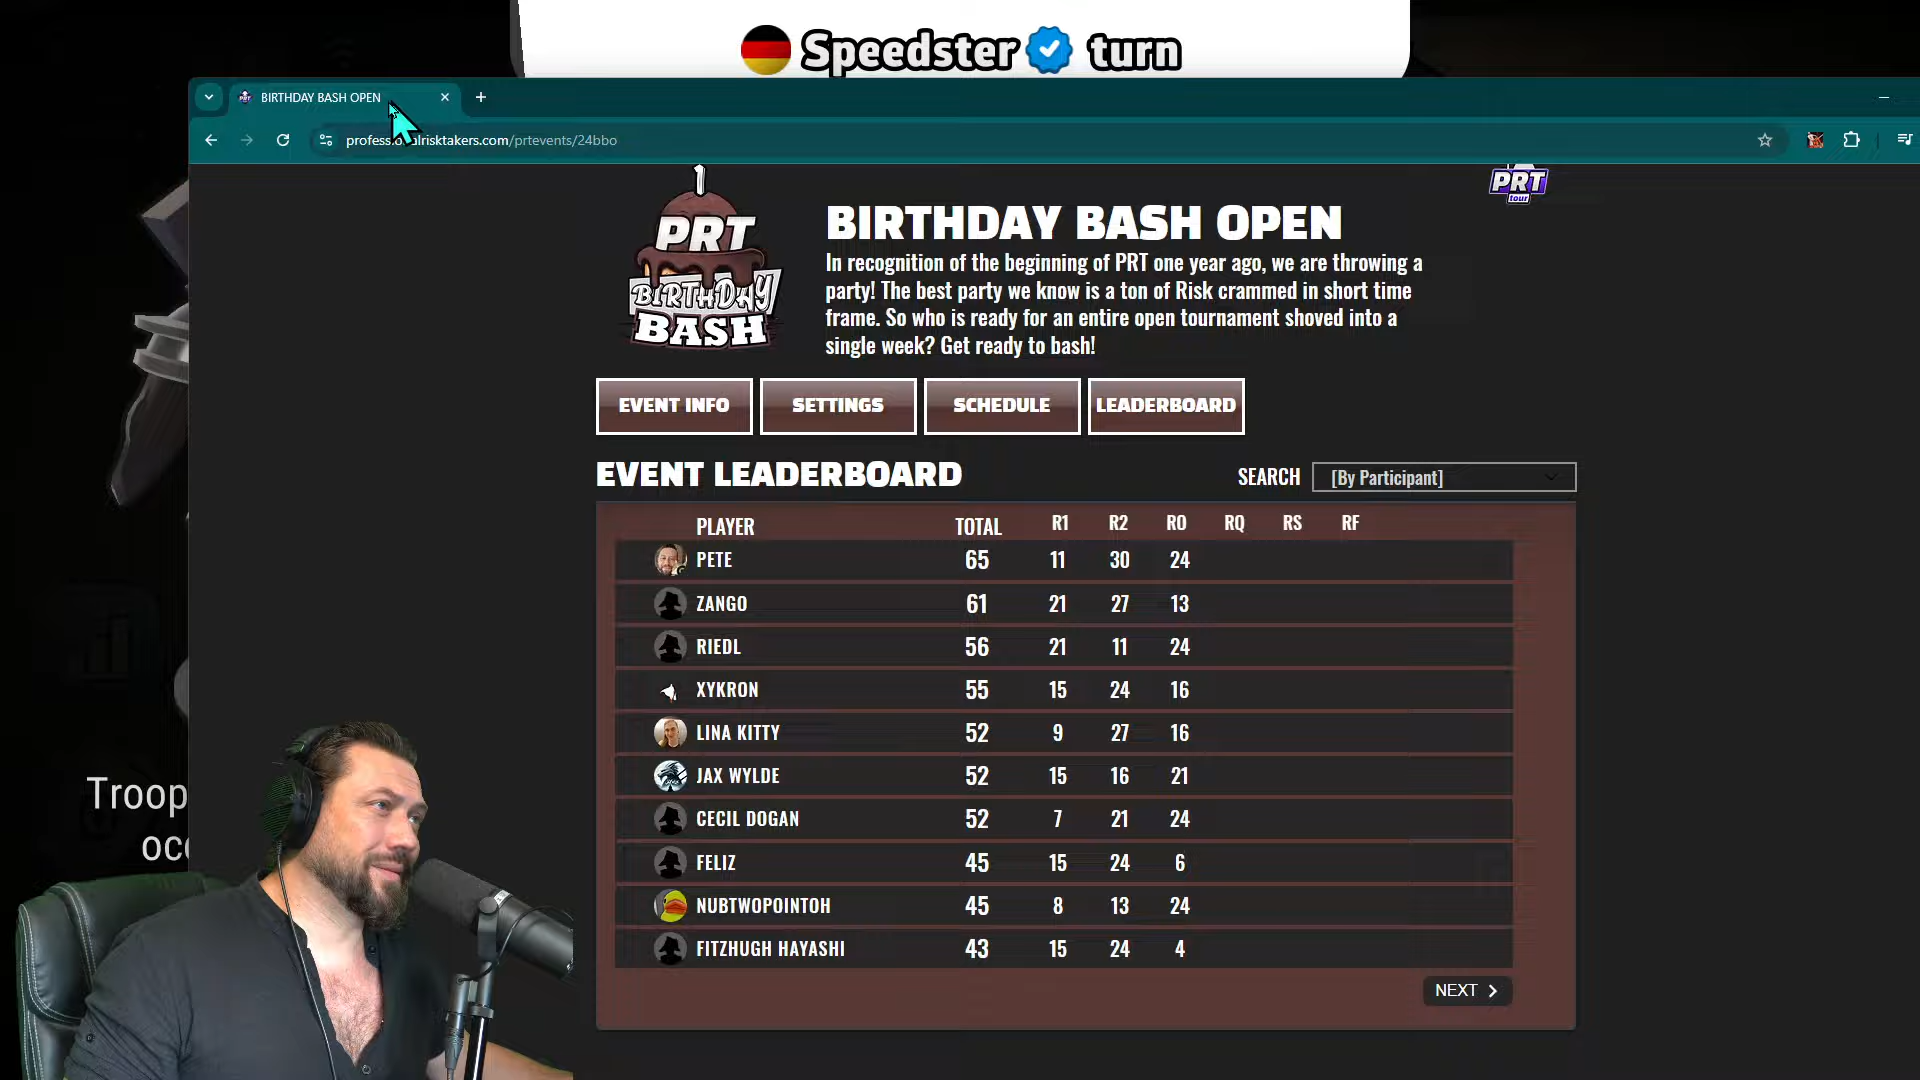 Speedster turn
BIRTHDAY BASH OPEN
professionalrisktakers.com/prtevents/24bbo
PRT
tour
PRT
BIRTHDAY
BASH
BIRTHDAY BASH OPEN
In recognition of the beginning of PRT one year ago, we are throwing a
party! The best party we know is a ton of Risk crammed in short time
frame. So who is ready for an entire open tournament shoved into a
single week? Get ready to bash!
EVENT INFO SETTINGS SCHEDULE LEADERBOARD
EVENT LEADERBOARD SEARCH [By Participant]
PLAYER TOTAL R1 R2 RO RQ RS RF
PETE 65 11 30 24
ZANGO 61 21 27 13
RIEDL 56 21 11 24
XYKRON 55 15 24 16
LINA KITTY 52 9 27 16
JAX WYLDE 52 15 16 21
CECIL DOGAN 52 7 21 24
FELIZ 45 15 24 6
NUBTWOPOINTOH 45 8 13 24
FITZHUGH HAYASHI 43 15 24 4
NEXT
Troop
occ